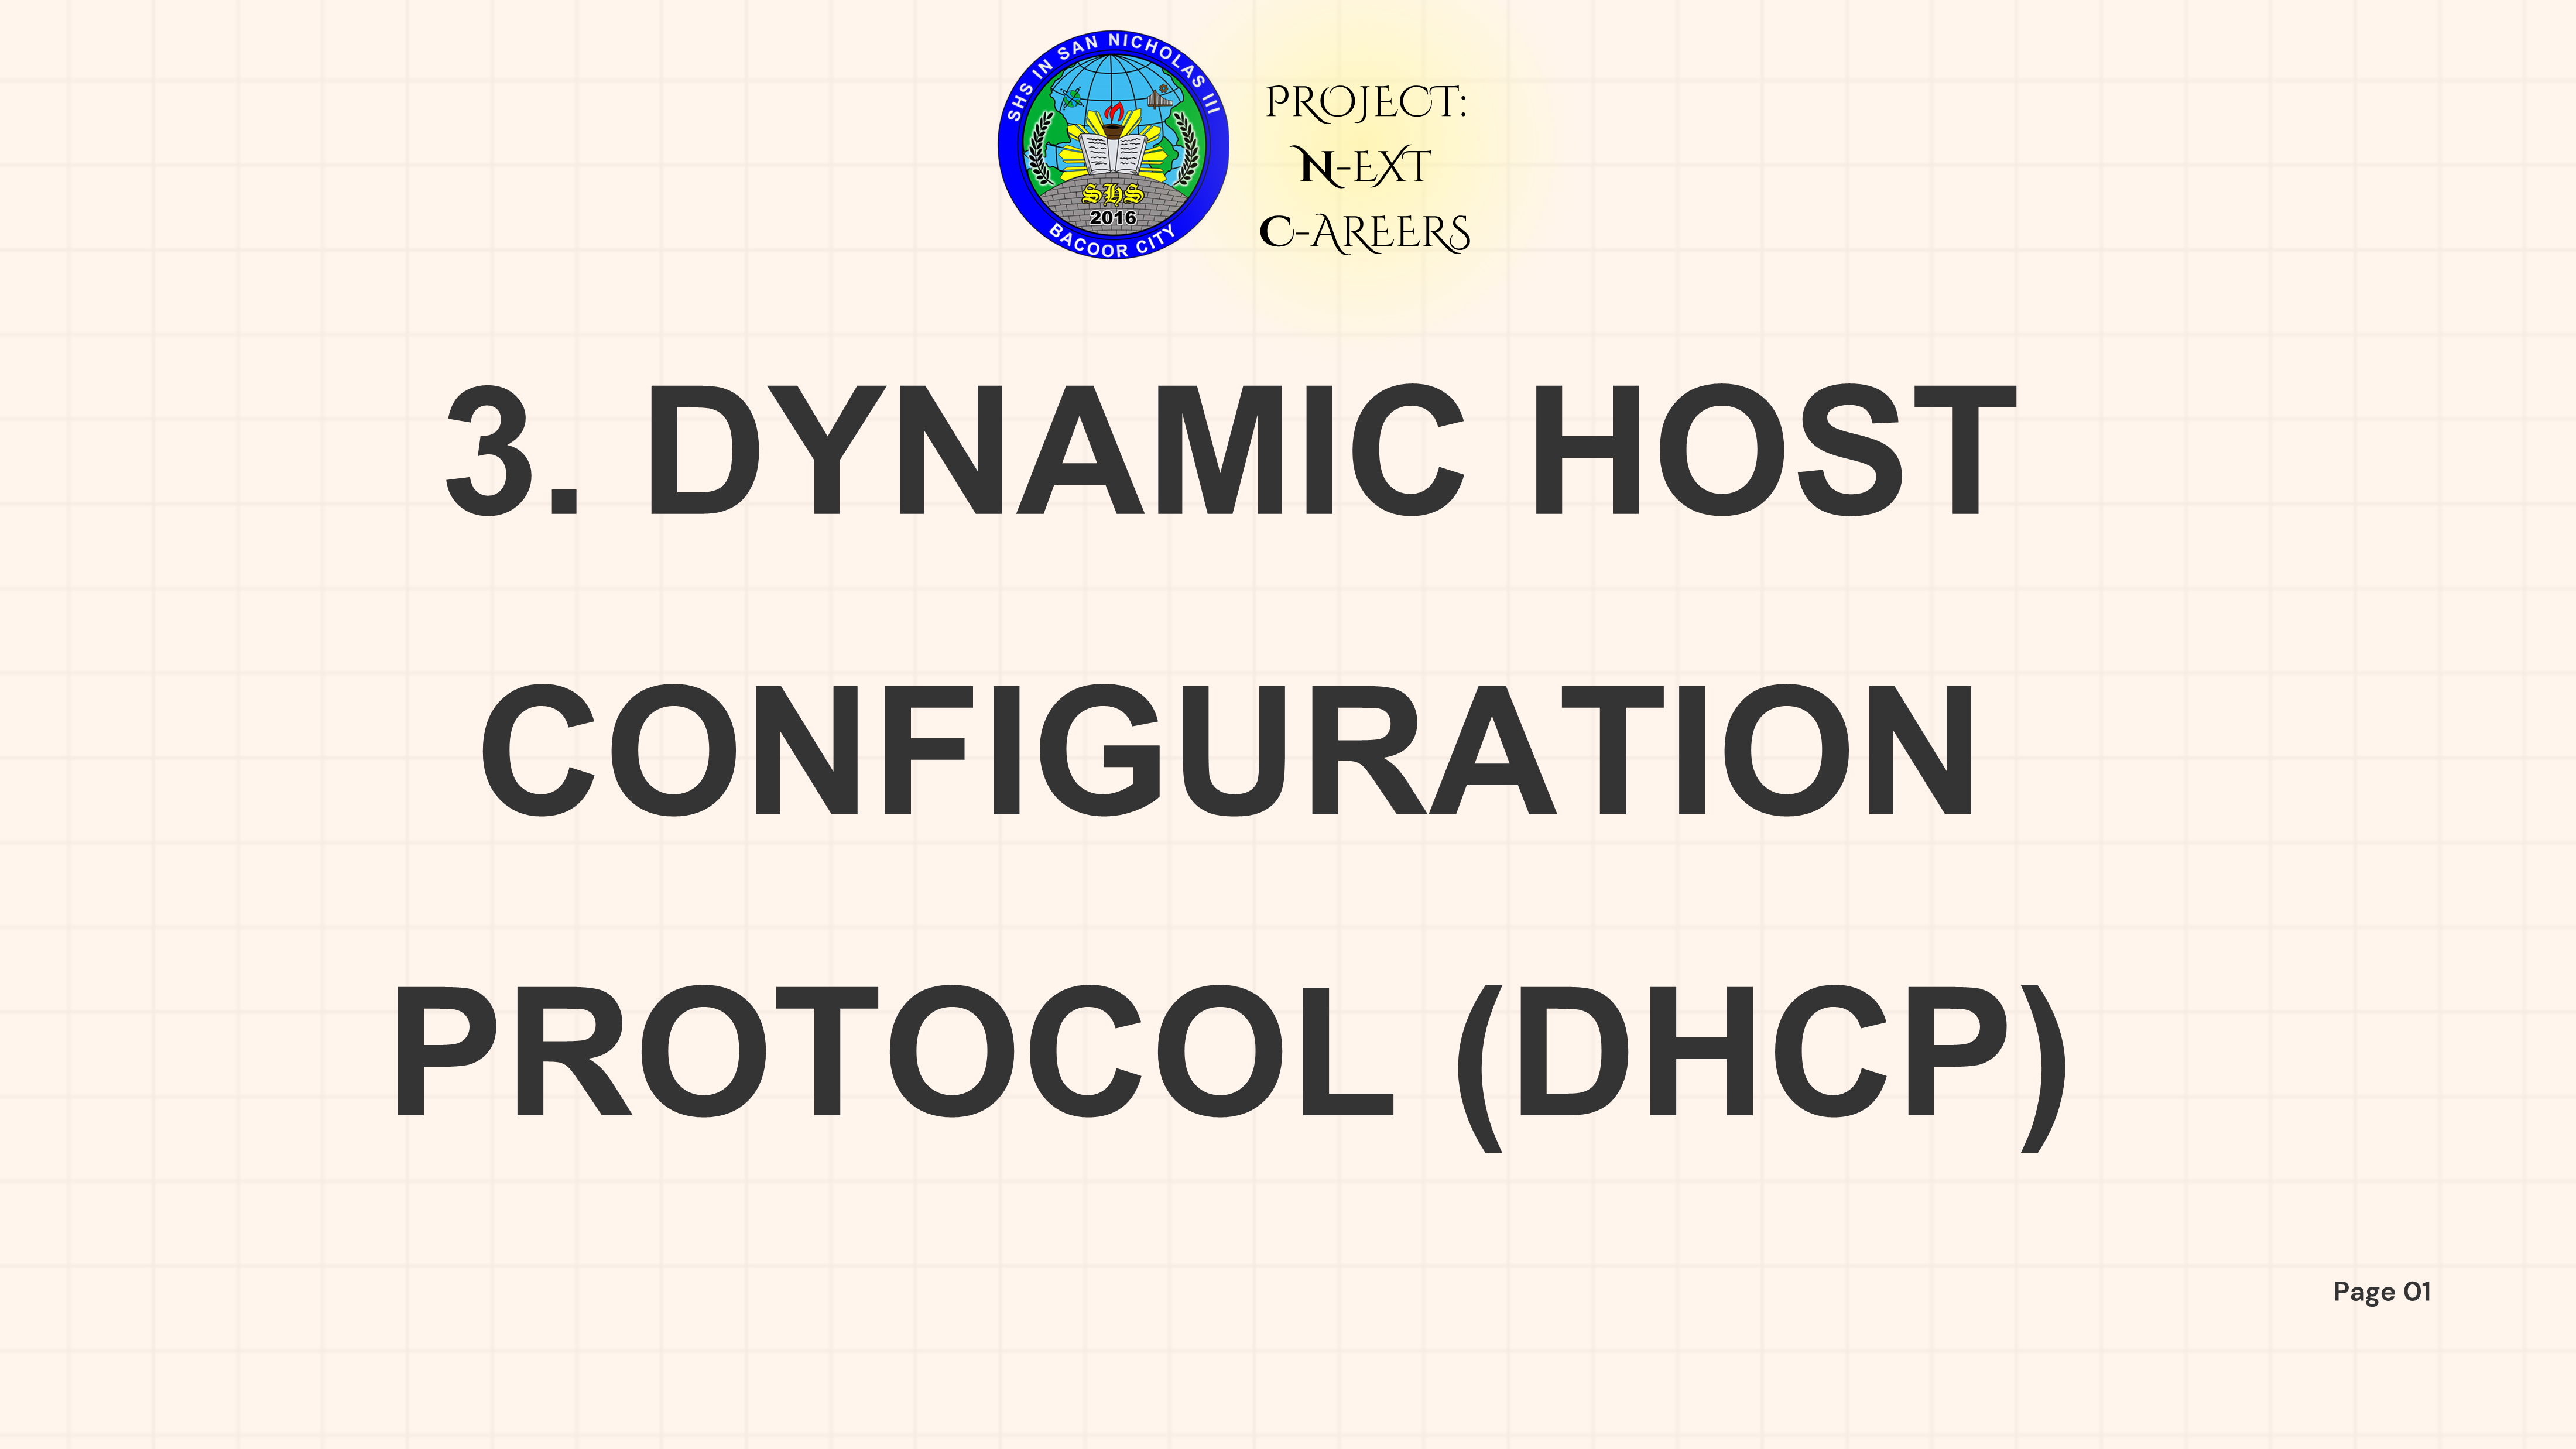 SHS IN SAN NICHOLAS III
SHS
2016
BACOOR CITY
PROJECT:
N-EXT
C-AREERS
3. DYNAMIC HOST
CONFIGURATION
PROTOCOL (DHCP)
Page 01